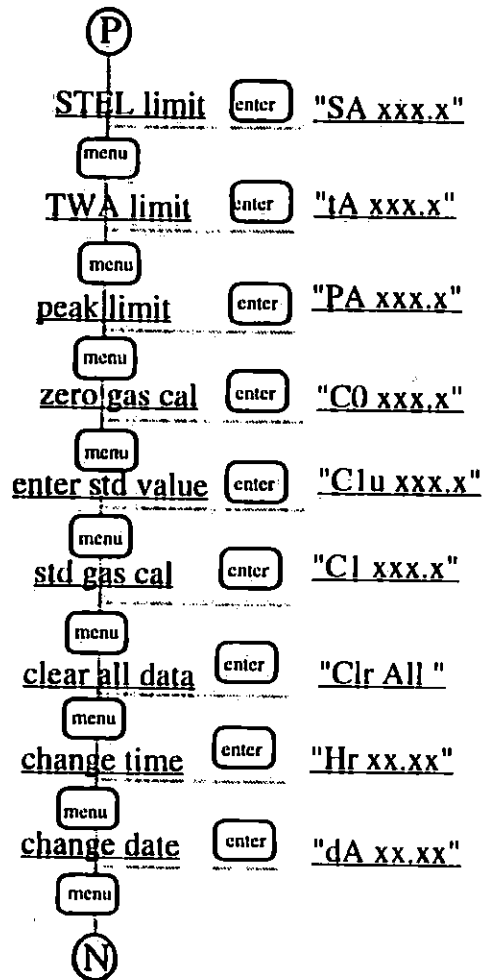 P
STEL limit enter "SA xxx.x"
menu
TWA limit enter "tA xxx.x"
menu
peak limit enter "PA xxx.x"
menu
zero gas cal enter "C0 xxx.x"
menu
enter std value enter "C1u xxx.x"
menu
std gas cal enter "C1 xxx.x"
menu
clear all data enter "Clr All "
menu
change time enter "Hr xx.xx"
menu
change date enter "dA xx.xx"
menu
N